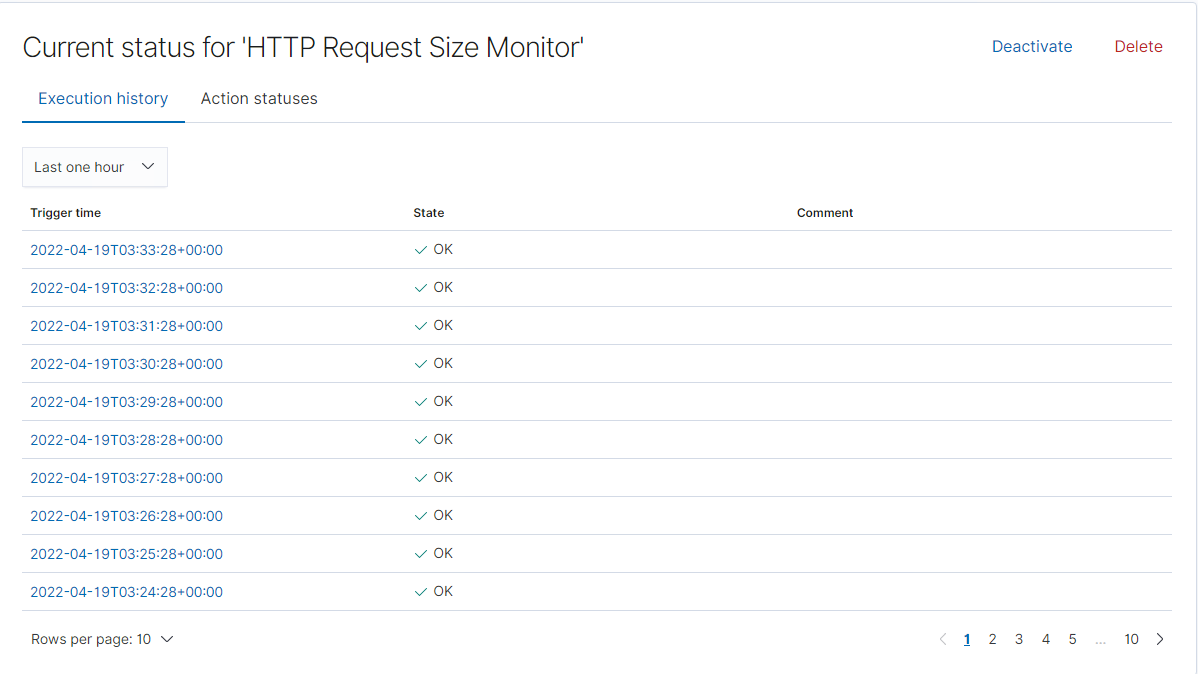 Current status for 'HTTP Request Size Monitor'
Deactivate Delete
Execution history Action statuses
Last one hour
Trigger time State Comment
2022-04-19T03:33:28+00:00 OK
2022-04-19T03:32:28+00:00 OK
2022-04-19T03:31:28+00:00 OK
2022-04-19T03:30:28+00:00 OK
2022-04-19T03:29:28+00:00 OK
2022-04-19T03:28:28+00:00 OK
2022-04-19T03:27:28+00:00 OK
2022-04-19T03:26:28+00:00 OK
2022-04-19T03:25:28+00:00 OK
2022-04-19T03:24:28+00:00 OK
Rows per page: 10
1 2 3 4 5 ... 10